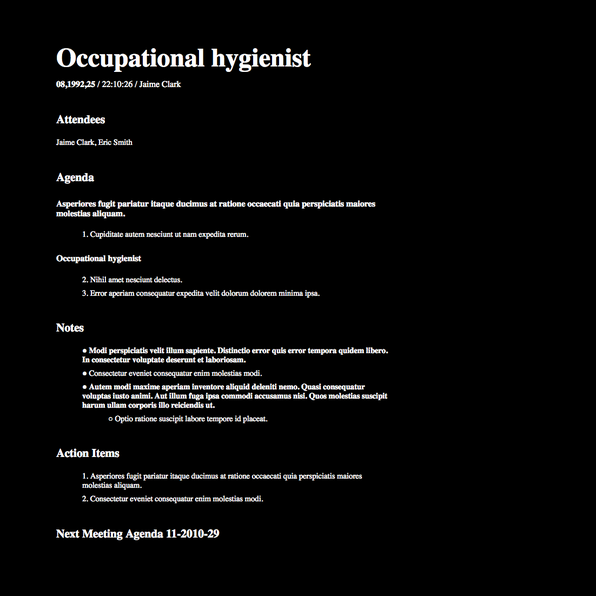 Occupational hygienist
08,1992,25 / 22:10:26 / Jaime Clark
Attendees
Jaime Clark, Eric Smith
Agenda
Asperiores fugit pariatur itaque ducimus at ratione occaecati quia perspiciatis maiores
molestias aliquam.
1. Cupiditate autem nesciunt ut nam expedita rerum.
Occupational hygienist
2. Nihil amet nesciunt delectus.
3. Error aperiam consequatur expedita velit dolorum dolorem minima ipsa.
Notes
● Modi perspiciatis velit illum sapiente. Distinctio error quis error tempora quidem libero.
In consectetur voluptate deserunt et laboriosam.
● Consectetur eveniet consequatur enim molestias modi.
● Autem modi maxime aperiam inventore aliquid deleniti nemo. Quasi consequatur
voluptas iusto animi. Aut illum fuga ipsa commodi accusamus nisi. Quos molestias suscipit
harum ullam corporis illo reiciendis ut.
○ Optio ratione suscipit labore tempore id placeat.
Action Items
1. Asperiores fugit pariatur itaque ducimus at ratione occaecati quia perspiciatis maiores
molestias aliquam.
2. Consectetur eveniet consequatur enim molestias modi.
Next Meeting Agenda 11-2010-29